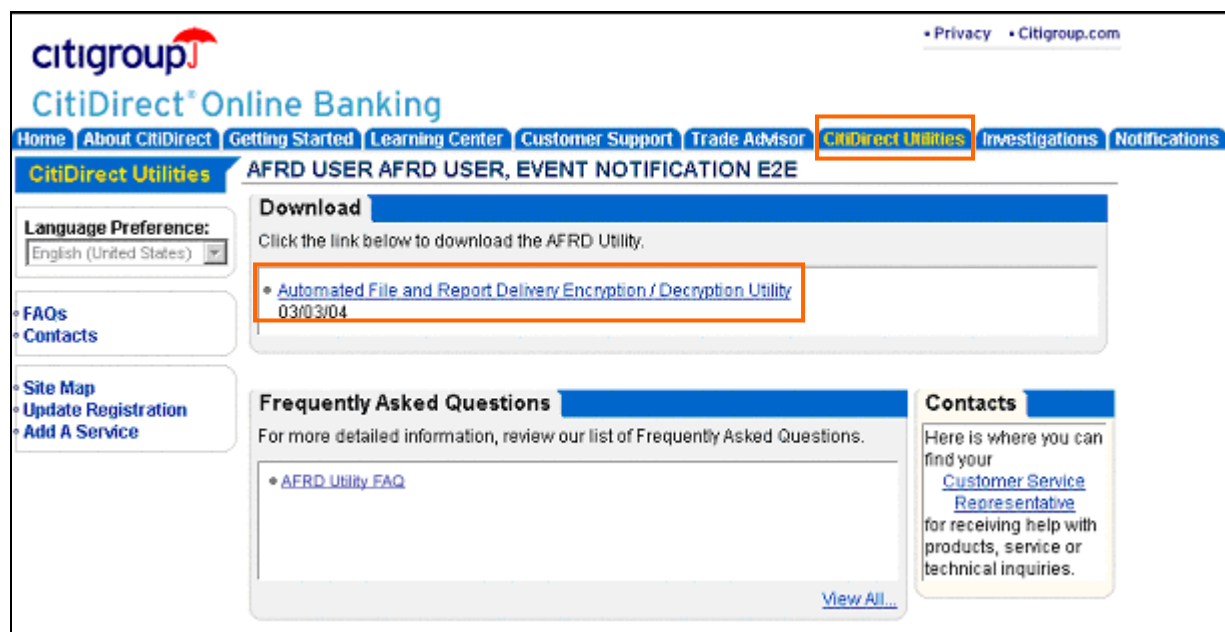 • Privacy • Citigroup.com
citigroup
CitiDirect® Online Banking
Home About CitiDirect Getting Started Learning Center Customer Support Trade Advisor CitiDirect Utilities Investigations Notifications
CitiDirect Utilities
AFRD USER AFRD USER, EVENT NOTIFICATION E2E
Language Preference:
English (United States)
FAQs
Contacts
Site Map
Update Registration
Add A Service
Download
Click the link below to download the AFRD Utility.
• Automated File and Report Delivery Encryption / Decryption Utility
03/03/04
Frequently Asked Questions
For more detailed information, review our list of Frequently Asked Questions.
• AFRD Utility FAQ
View All...
Contacts
Here is where you can
find your
Customer Service
Representative
for receiving help with
products, service or
technical inquiries.